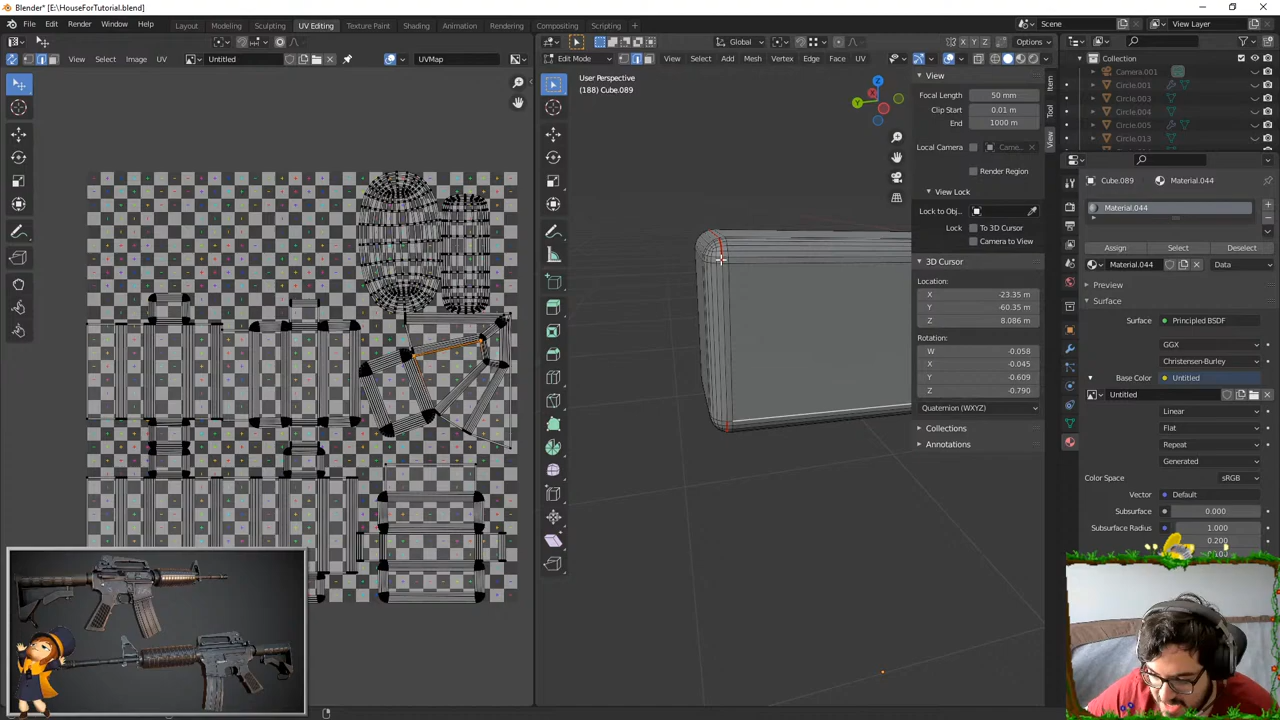 Blender* [E:\HouseForTutorial.blend]
File Edit Render Window Help Layout Modeling Sculpting UV Editing Texture Paint Shading Animation Rendering Compositing Scripting Scene View Layer
Global X Y Z Options
View Select Image UV Untitled UVMap Edit Mode View Select Add Mesh Vertex Edge Face UV
User Perspective
(188) Cube.089
View
Focal Length 50 mm
Clip Start 0.01 m
End 1000 m
Local Camera Came...
Render Region
View Lock
Lock to Obj...
Lock To 3D Cursor
Camera to View
3D Cursor
Location:
X -23.35 m
Y -60.35 m
Z 8.086 m
Rotation:
W -0.058
X -0.045
Y -0.609
Z -0.790
Quaternion (WXYZ)
Collections
Annotations
Item
Tool
View
Collection
Camera.001
Circle.001
Circle.003
Circle.004
Circle.005
Circle.013
Cube.089 Material.044
Material.044
Assign Select Deselect
Material.044 Data
Preview
Surface
Surface Principled BSDF
GGX
Christensen-Burley
Base Color Untitled
Untitled
Linear
Flat
Repeat
Generated
Color Space sRGB
Vector Default
Subsurface 0.000
Subsurface Radius 1.000
0.200